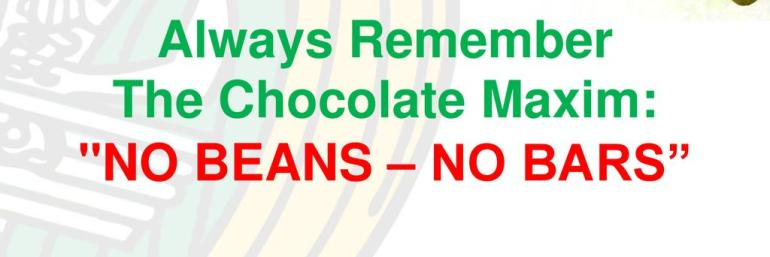 Always Remember
The Chocolate Maxim:
"NO BEANS – NO BARS”